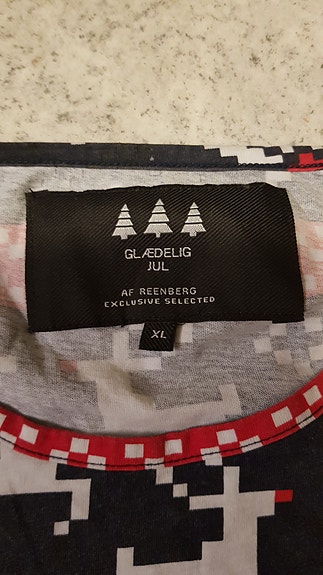 GLÆDELIG
JUL
AF REENBERG
EXCLUSIVE SELECTED
XL